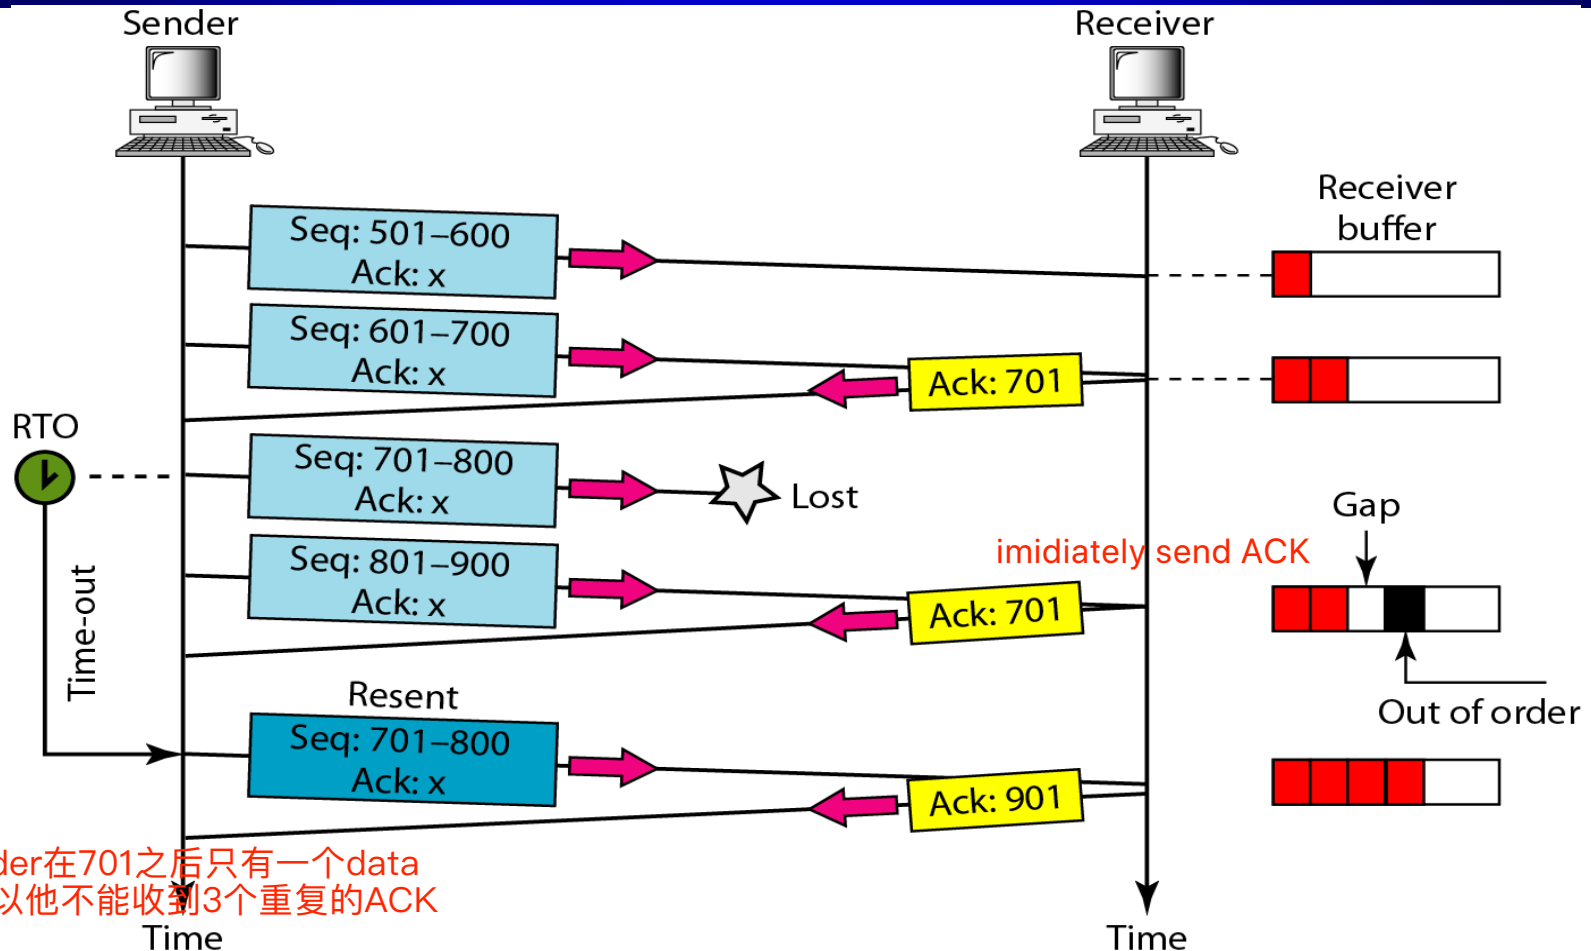 Sender
Receiver
Receiver
buffer
Seq: 501–600
Ack: x
Seq: 601–700
Ack: x
Ack: 701
RTO
Seq: 701–800
Ack: x
Lost
Gap
imidiately send ACK
Time-out
Seq: 801–900
Ack: x
Ack: 701
Out of order
Resent
Seq: 701–800
Ack: x
Ack: 901
der在701之后只有一个data
以他不能收到3个重复的ACK
Time
Time